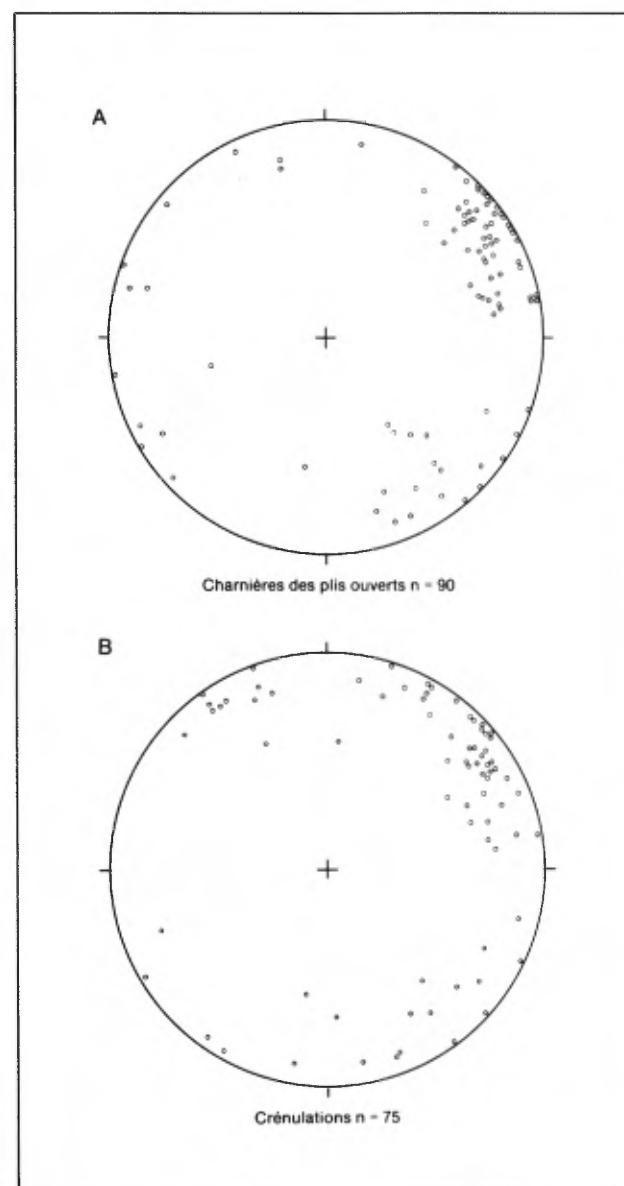 A
Charnières des plis ouverts n = 90
B
Crénulations n = 75